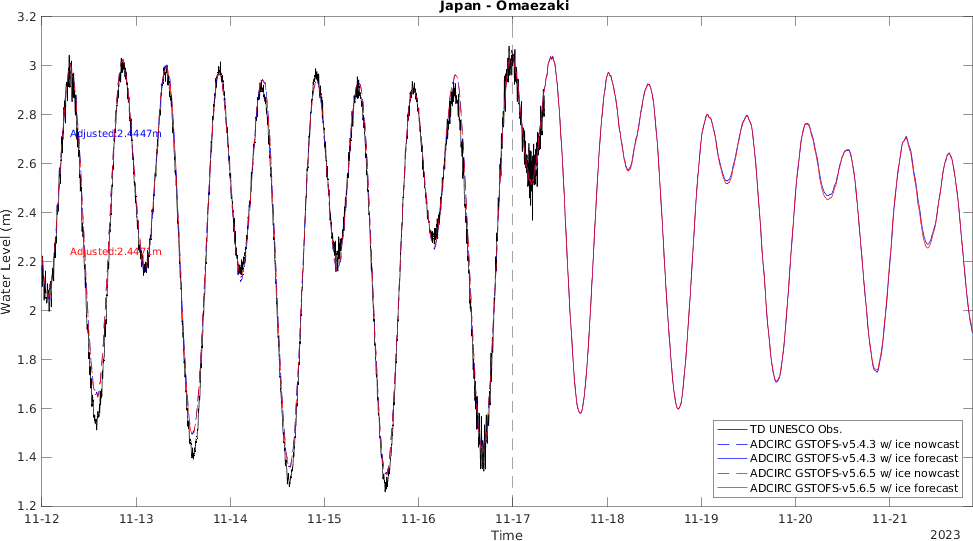 Japan - Omaezaki
3.2
3
2.8
2.6
2.4
2.2
2
1.8
1.6
1.4
1.2
Water Level (m)
Adjusted:2.4447m
Adjusted:2.4471m
TD UNESCO Obs.
ADCIRC GSTOFS-v5.4.3 w/ ice nowcast
ADCIRC GSTOFS-v5.4.3 w/ ice forecast
ADCIRC GSTOFS-v5.6.5 w/ ice nowcast
ADCIRC GSTOFS-v5.6.5 w/ ice forecast
11-12 11-13 11-14 11-15 11-16 11-17 11-18 11-19 11-20 11-21
Time
2023